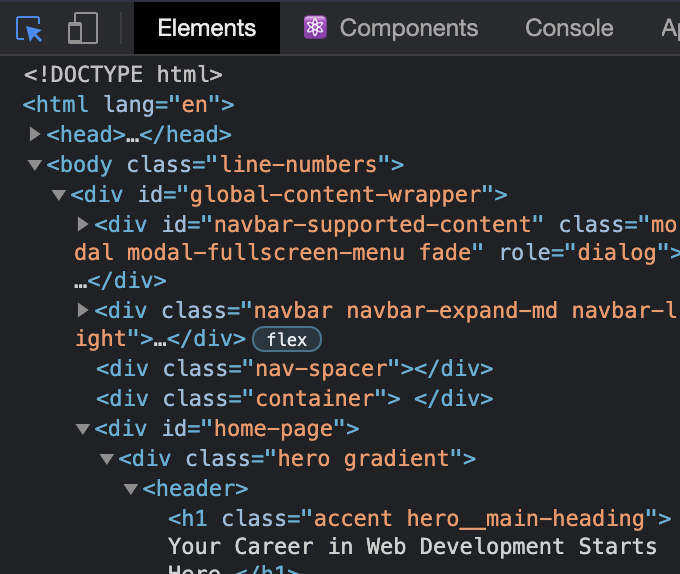 Elements Components Console
<!DOCTYPE html>
<html lang="en">
<head>…</head>
<body class="line-numbers">
<div id="global-content-wrapper">
<div id="navbar-supported-content" class="mo
dal modal-fullscreen-menu fade" role="dialog">
…</div>
<div class="navbar navbar-expand-md navbar-l
ight">…</div> flex
<div class="nav-spacer"></div>
<div class="container"> </div>
<div id="home-page">
<div class="hero gradient">
<header>
<h1 class="accent hero__main-heading">
Your Career in Web Development Starts
Here </h1>